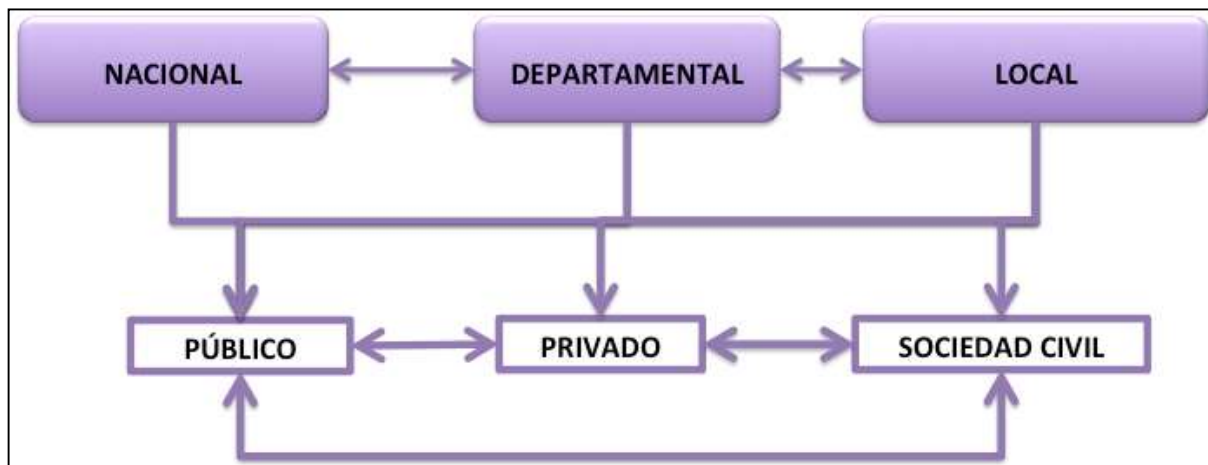 NACIONAL
DEPARTAMENTAL
LOCAL
PÚBLICO
PRIVADO
SOCIEDAD CIVIL